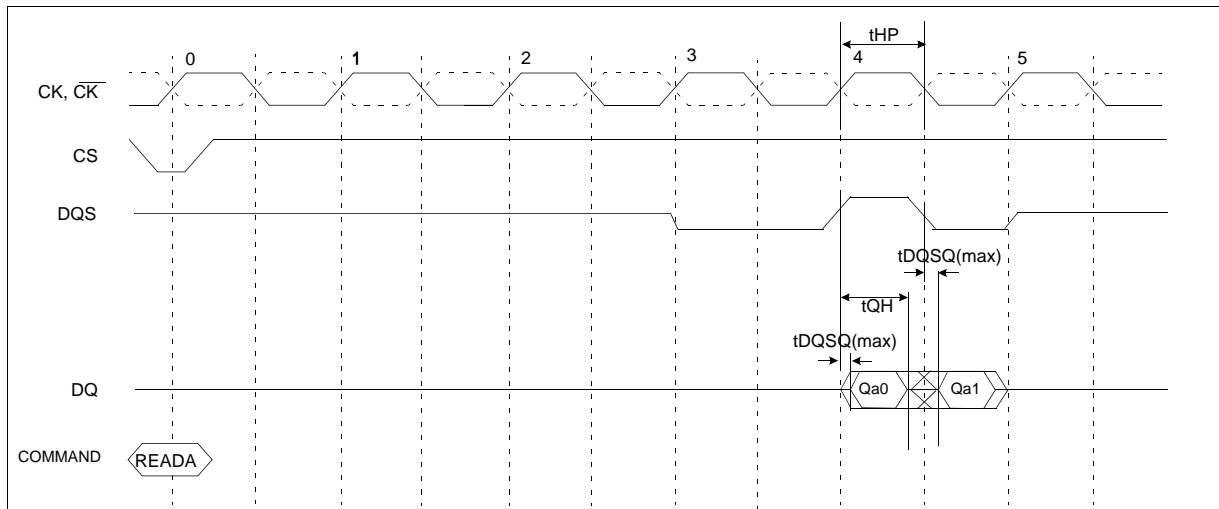 tHP
0 1 2 3 4 5
CK, C̅K̅
CS
DQS
tDQSQ(max)
tQH
tDQSQ(max)
DQ Qa0 Qa1
COMMAND READA